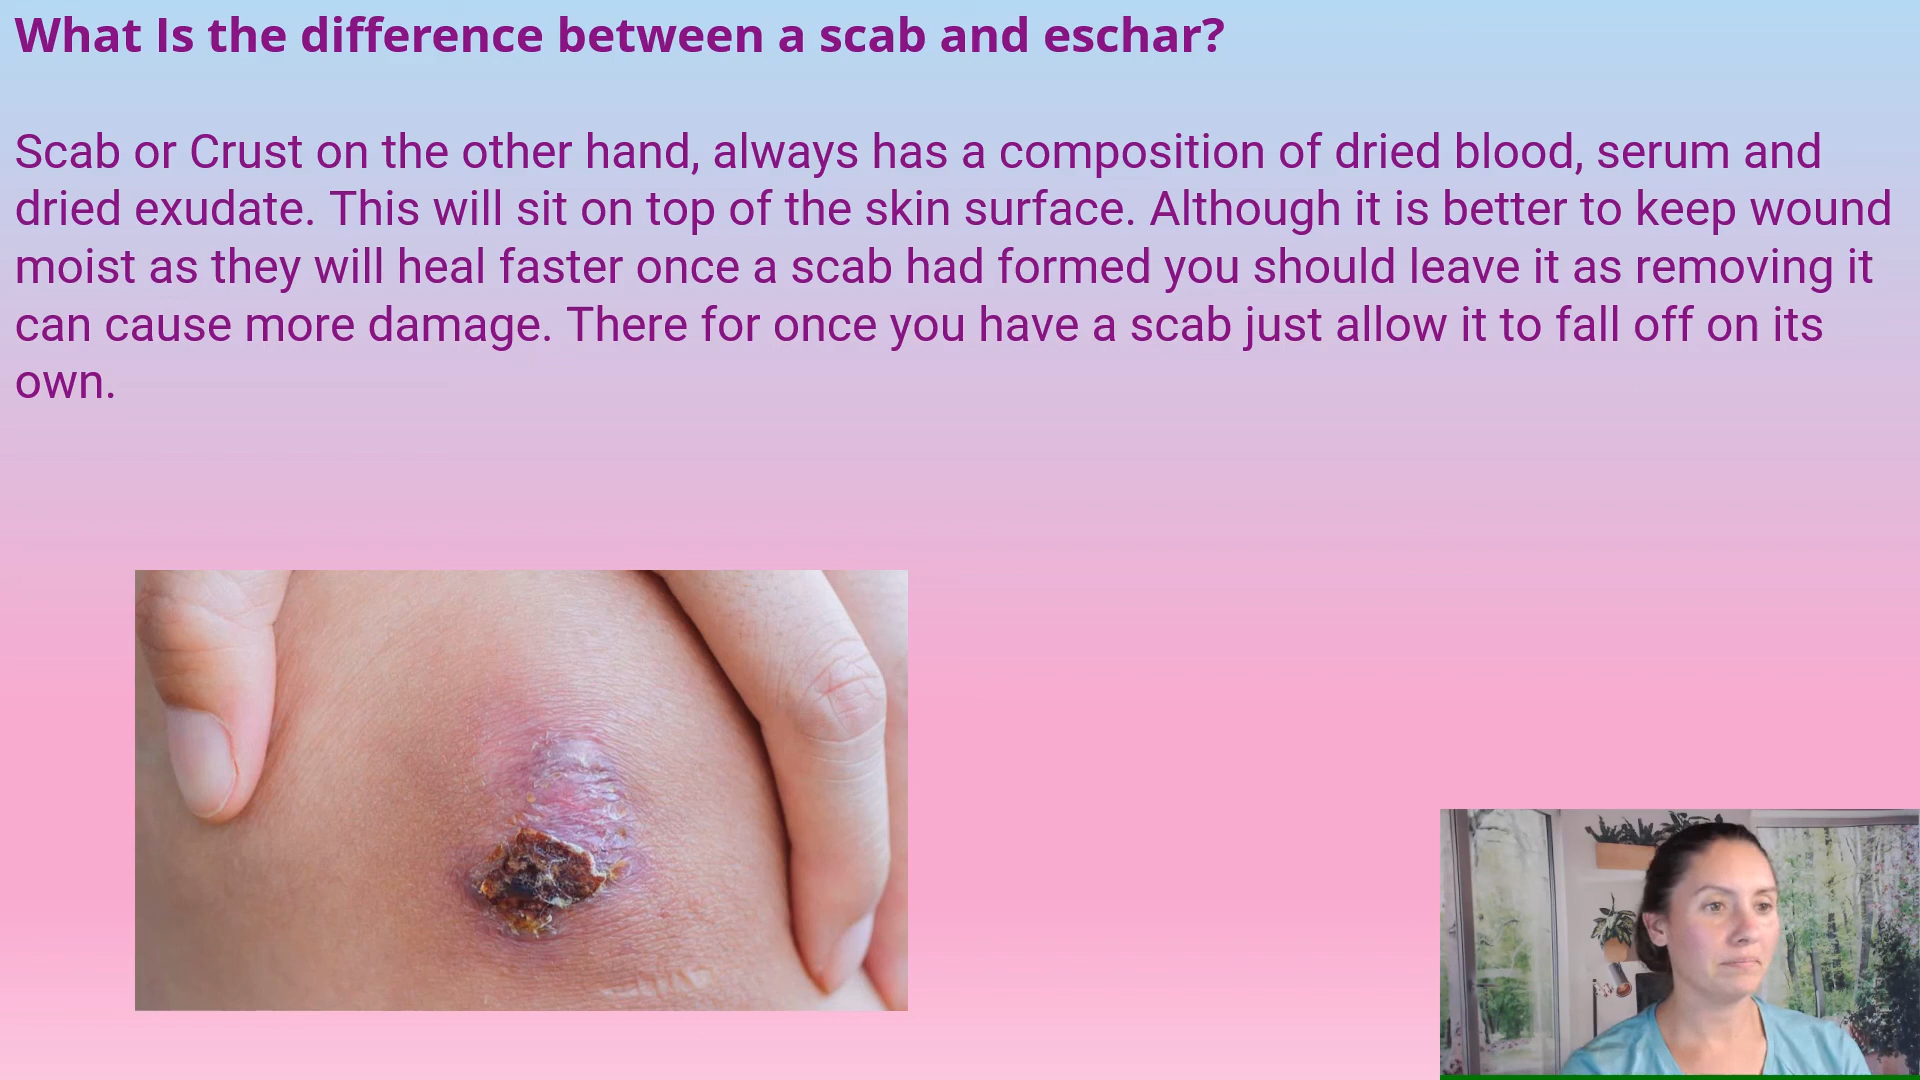 What Is the difference between a scab and eschar?
Scab or Crust on the other hand, always has a composition of dried blood, serum and
dried exudate. This will sit on top of the skin surface. Although it is better to keep wound
moist as they will heal faster once a scab had formed you should leave it as removing it
can cause more damage. There for once you have a scab just allow it to fall off on its
own.